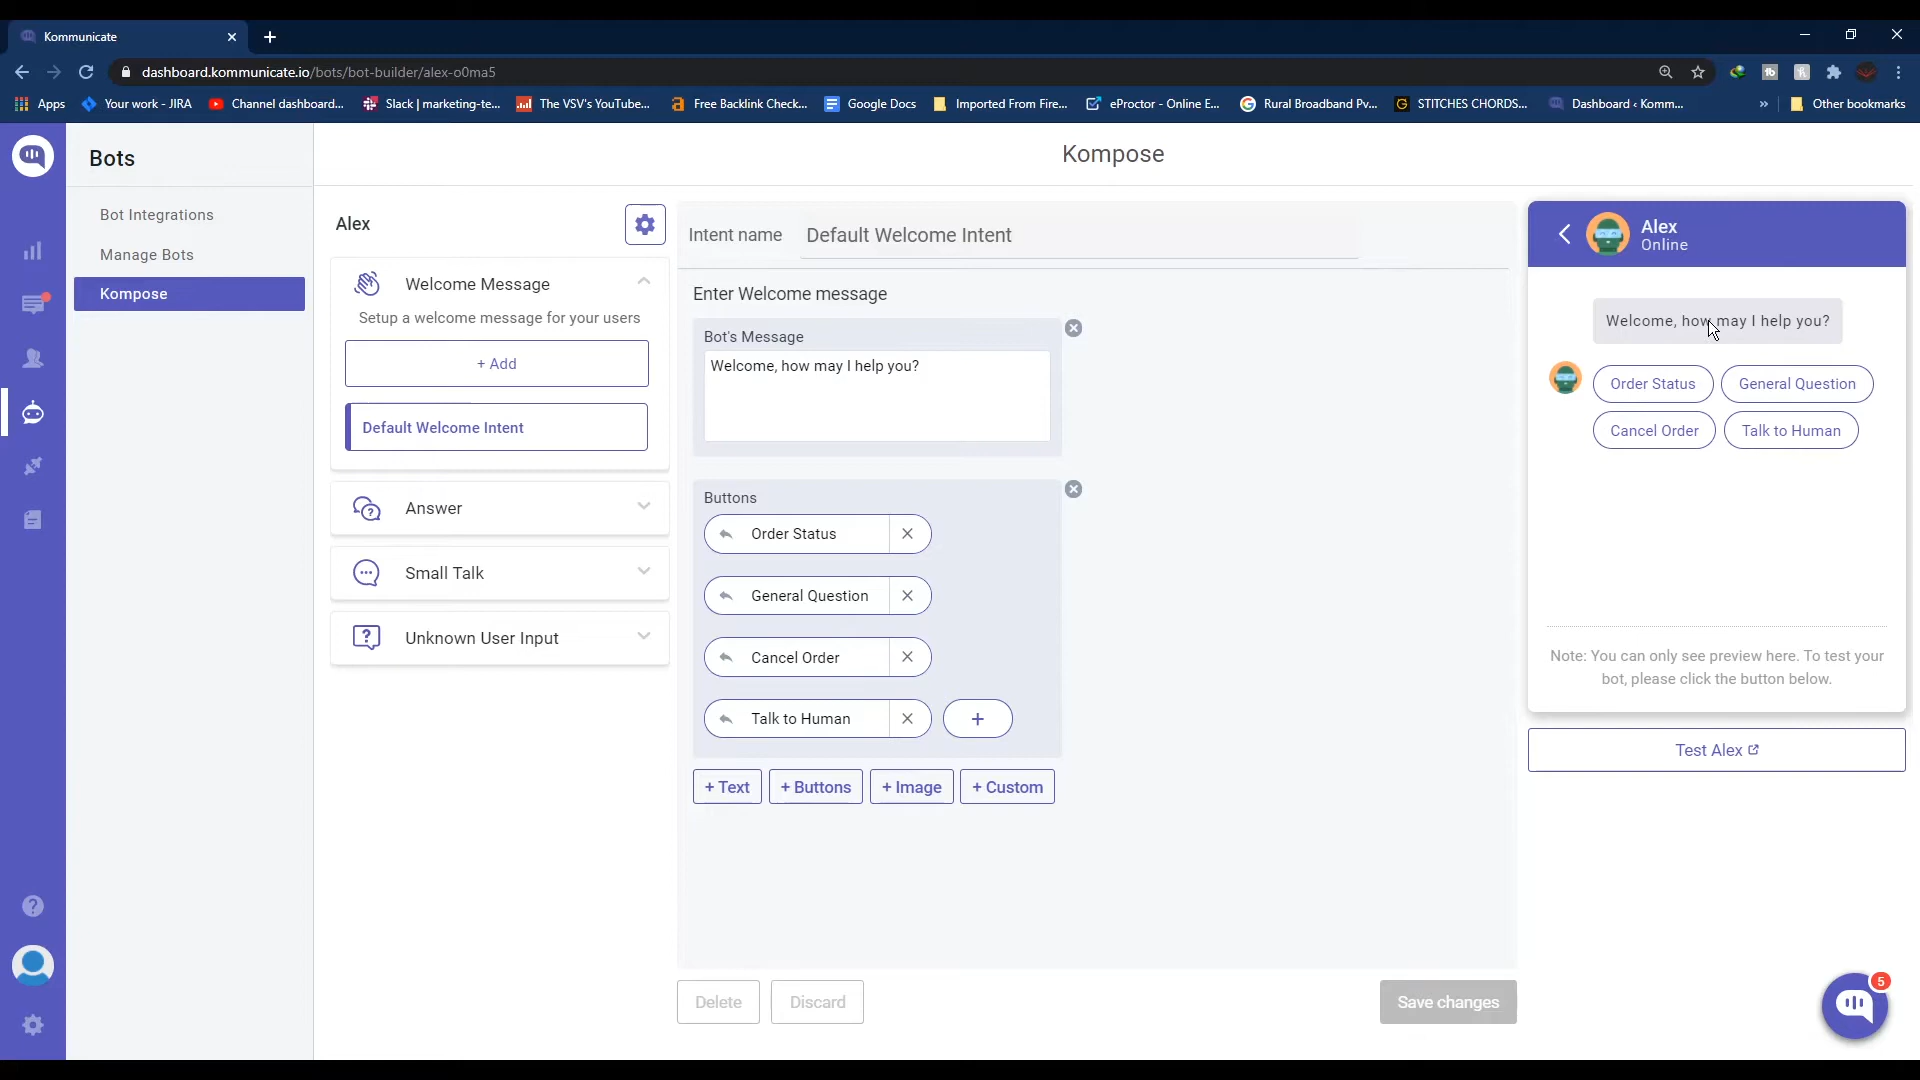 Kommunicate
dashboard.kommunicate.io/bots/bot-builder/alex-o0ma5
Apps
Your work - JIRA
Channel dashboard...
Slack | marketing-te...
The VSV's YouTube...
Free Backlink Check...
Google Docs
Imported From Fire...
eProctor - Online E...
Rural Broadband Pv...
STITCHES CHORDS...
Dashboard ‹ Komm...
»
Other bookmarks
Bots
Bot Integrations
Manage Bots
Kompose
Kompose
Alex
Welcome Message
Setup a welcome message for your users
+ Add
Default Welcome Intent
Answer
Small Talk
Unknown User Input
Intent name
Default Welcome Intent
Enter Welcome message
Bot's Message
Welcome, how may I help you?
Buttons
Order Status
General Question
Cancel Order
Talk to Human
+
+ Text
+ Buttons
+ Image
+ Custom
Delete
Discard
Save changes
Alex
Online
Welcome, how may I help you?
Order Status
General Question
Cancel Order
Talk to Human
Note: You can only see preview here. To test your
bot, please click the button below.
Test Alex
5